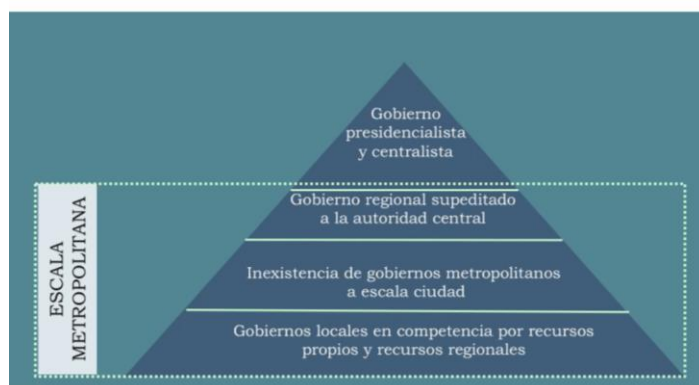 Gobierno
presidencialista
y centralista
Gobierno regional supeditado
a la autoridad central
Inexistencia de gobiernos metropolitanos
a escala ciudad
Gobiernos locales en competencia por recursos
propios y recursos regionales
ESCALA
METROPOLITANA